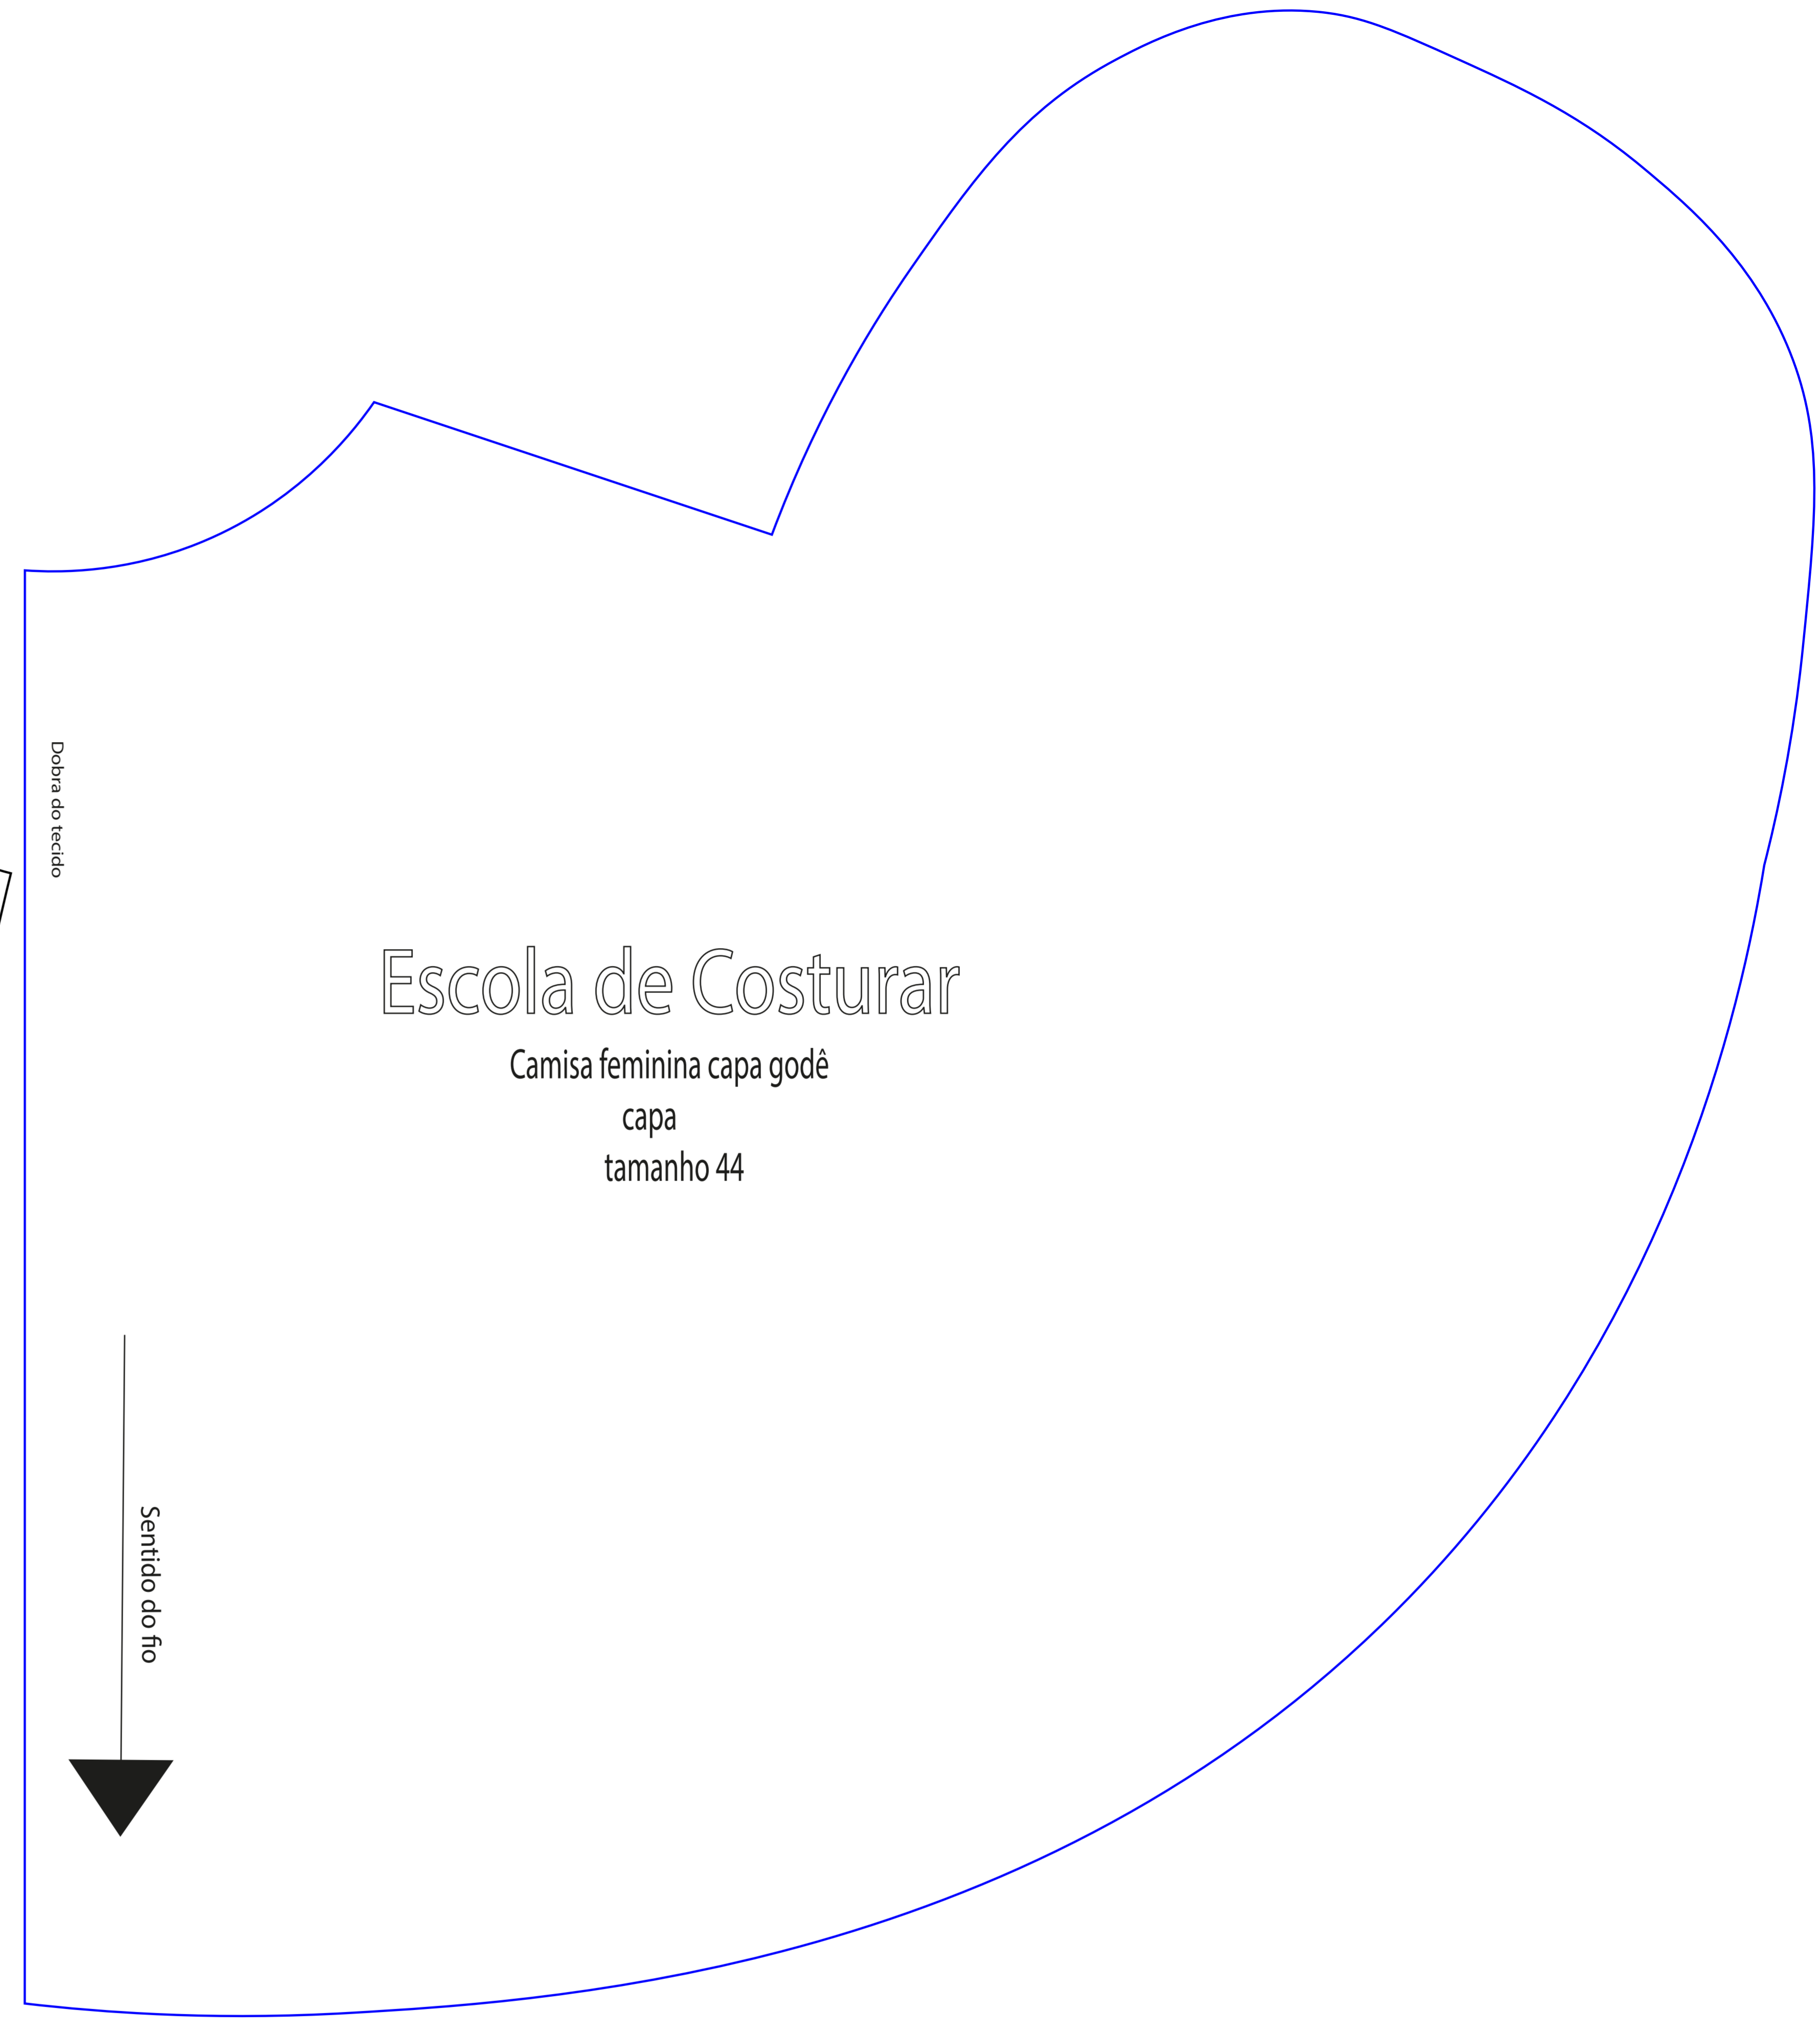 Dobra do tecido
Escola de Costurar
Camisa feminina capa godê
capa
tamanho 44
Sentido do fio